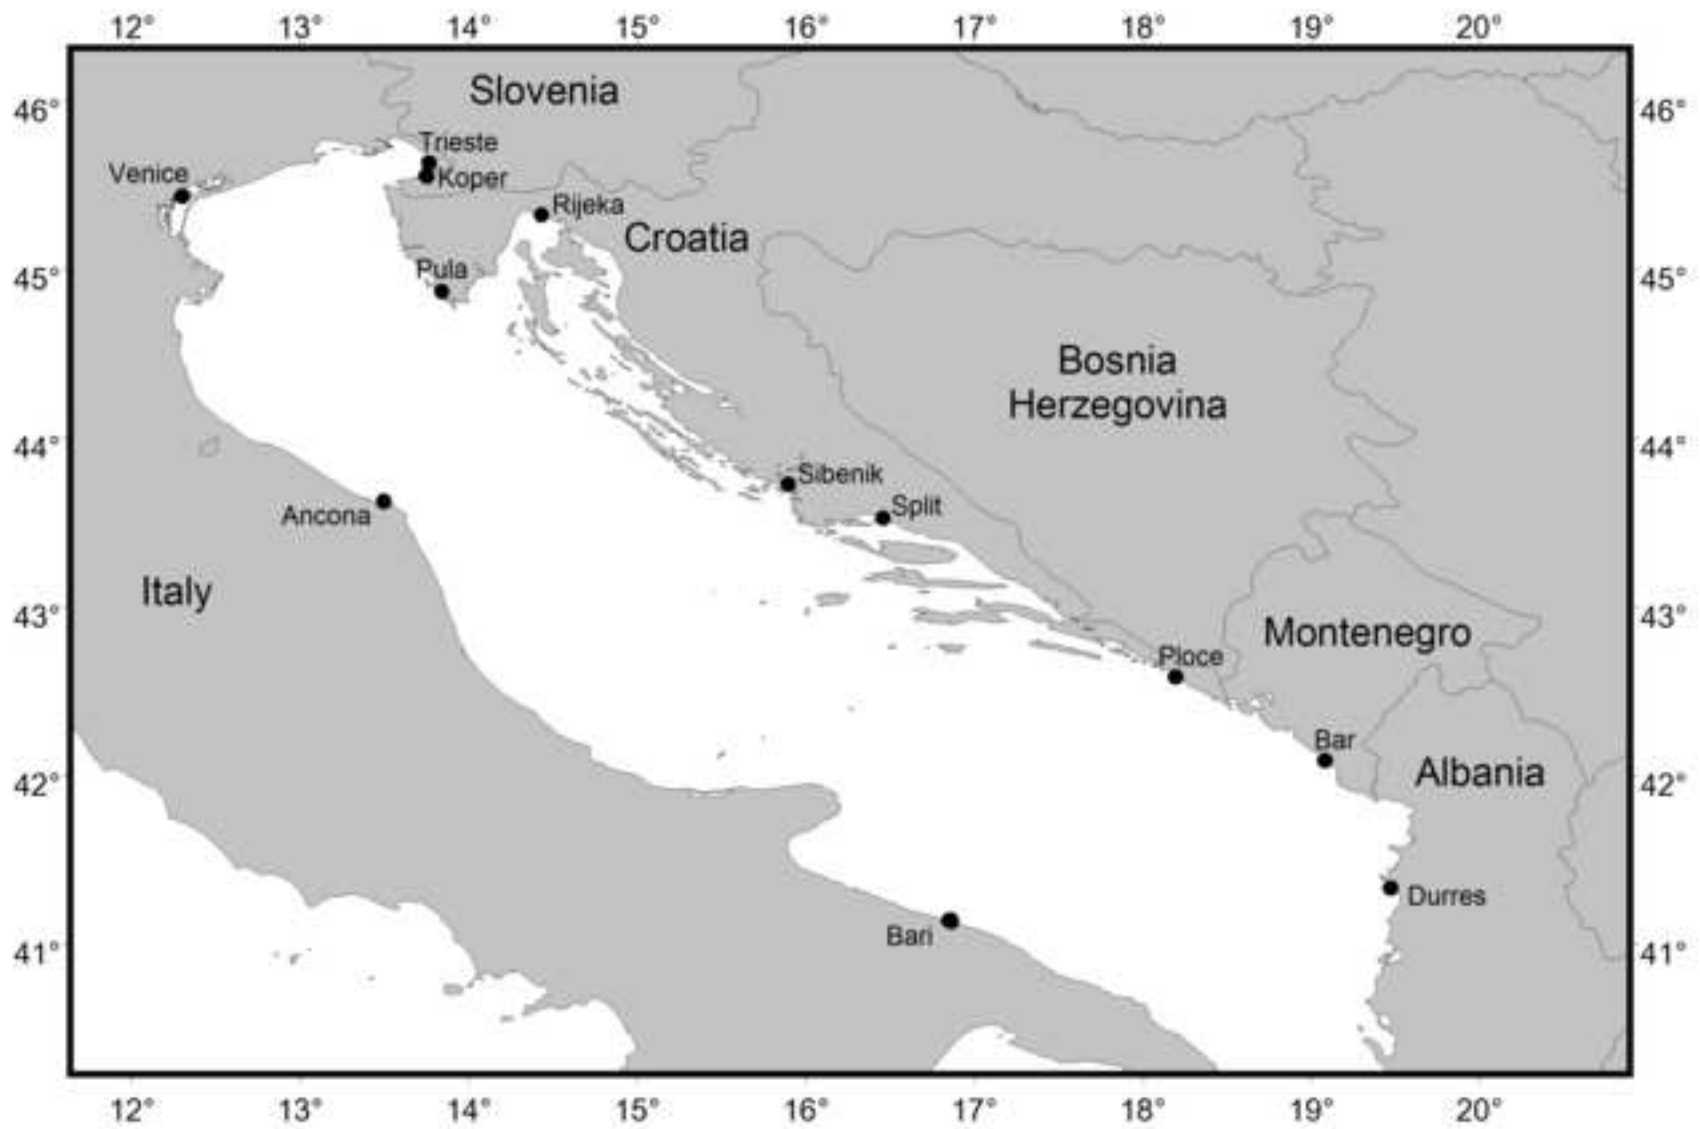 12° 13° 14° 15° 16° 17° 18° 19° 20°
46° Slovenia 46°
Trieste
Venice Koper
Rijeka
Croatia
Pula
45° 45°
Bosnia
Herzegovina
44° 44°
Sibenik
Ancona Split
Italy
43° 43°
Montenegro
Ploce
Bar
42° Albania 42°
Durres
Bari
41° 41°
12° 13° 14° 15° 16° 17° 18° 19° 20°